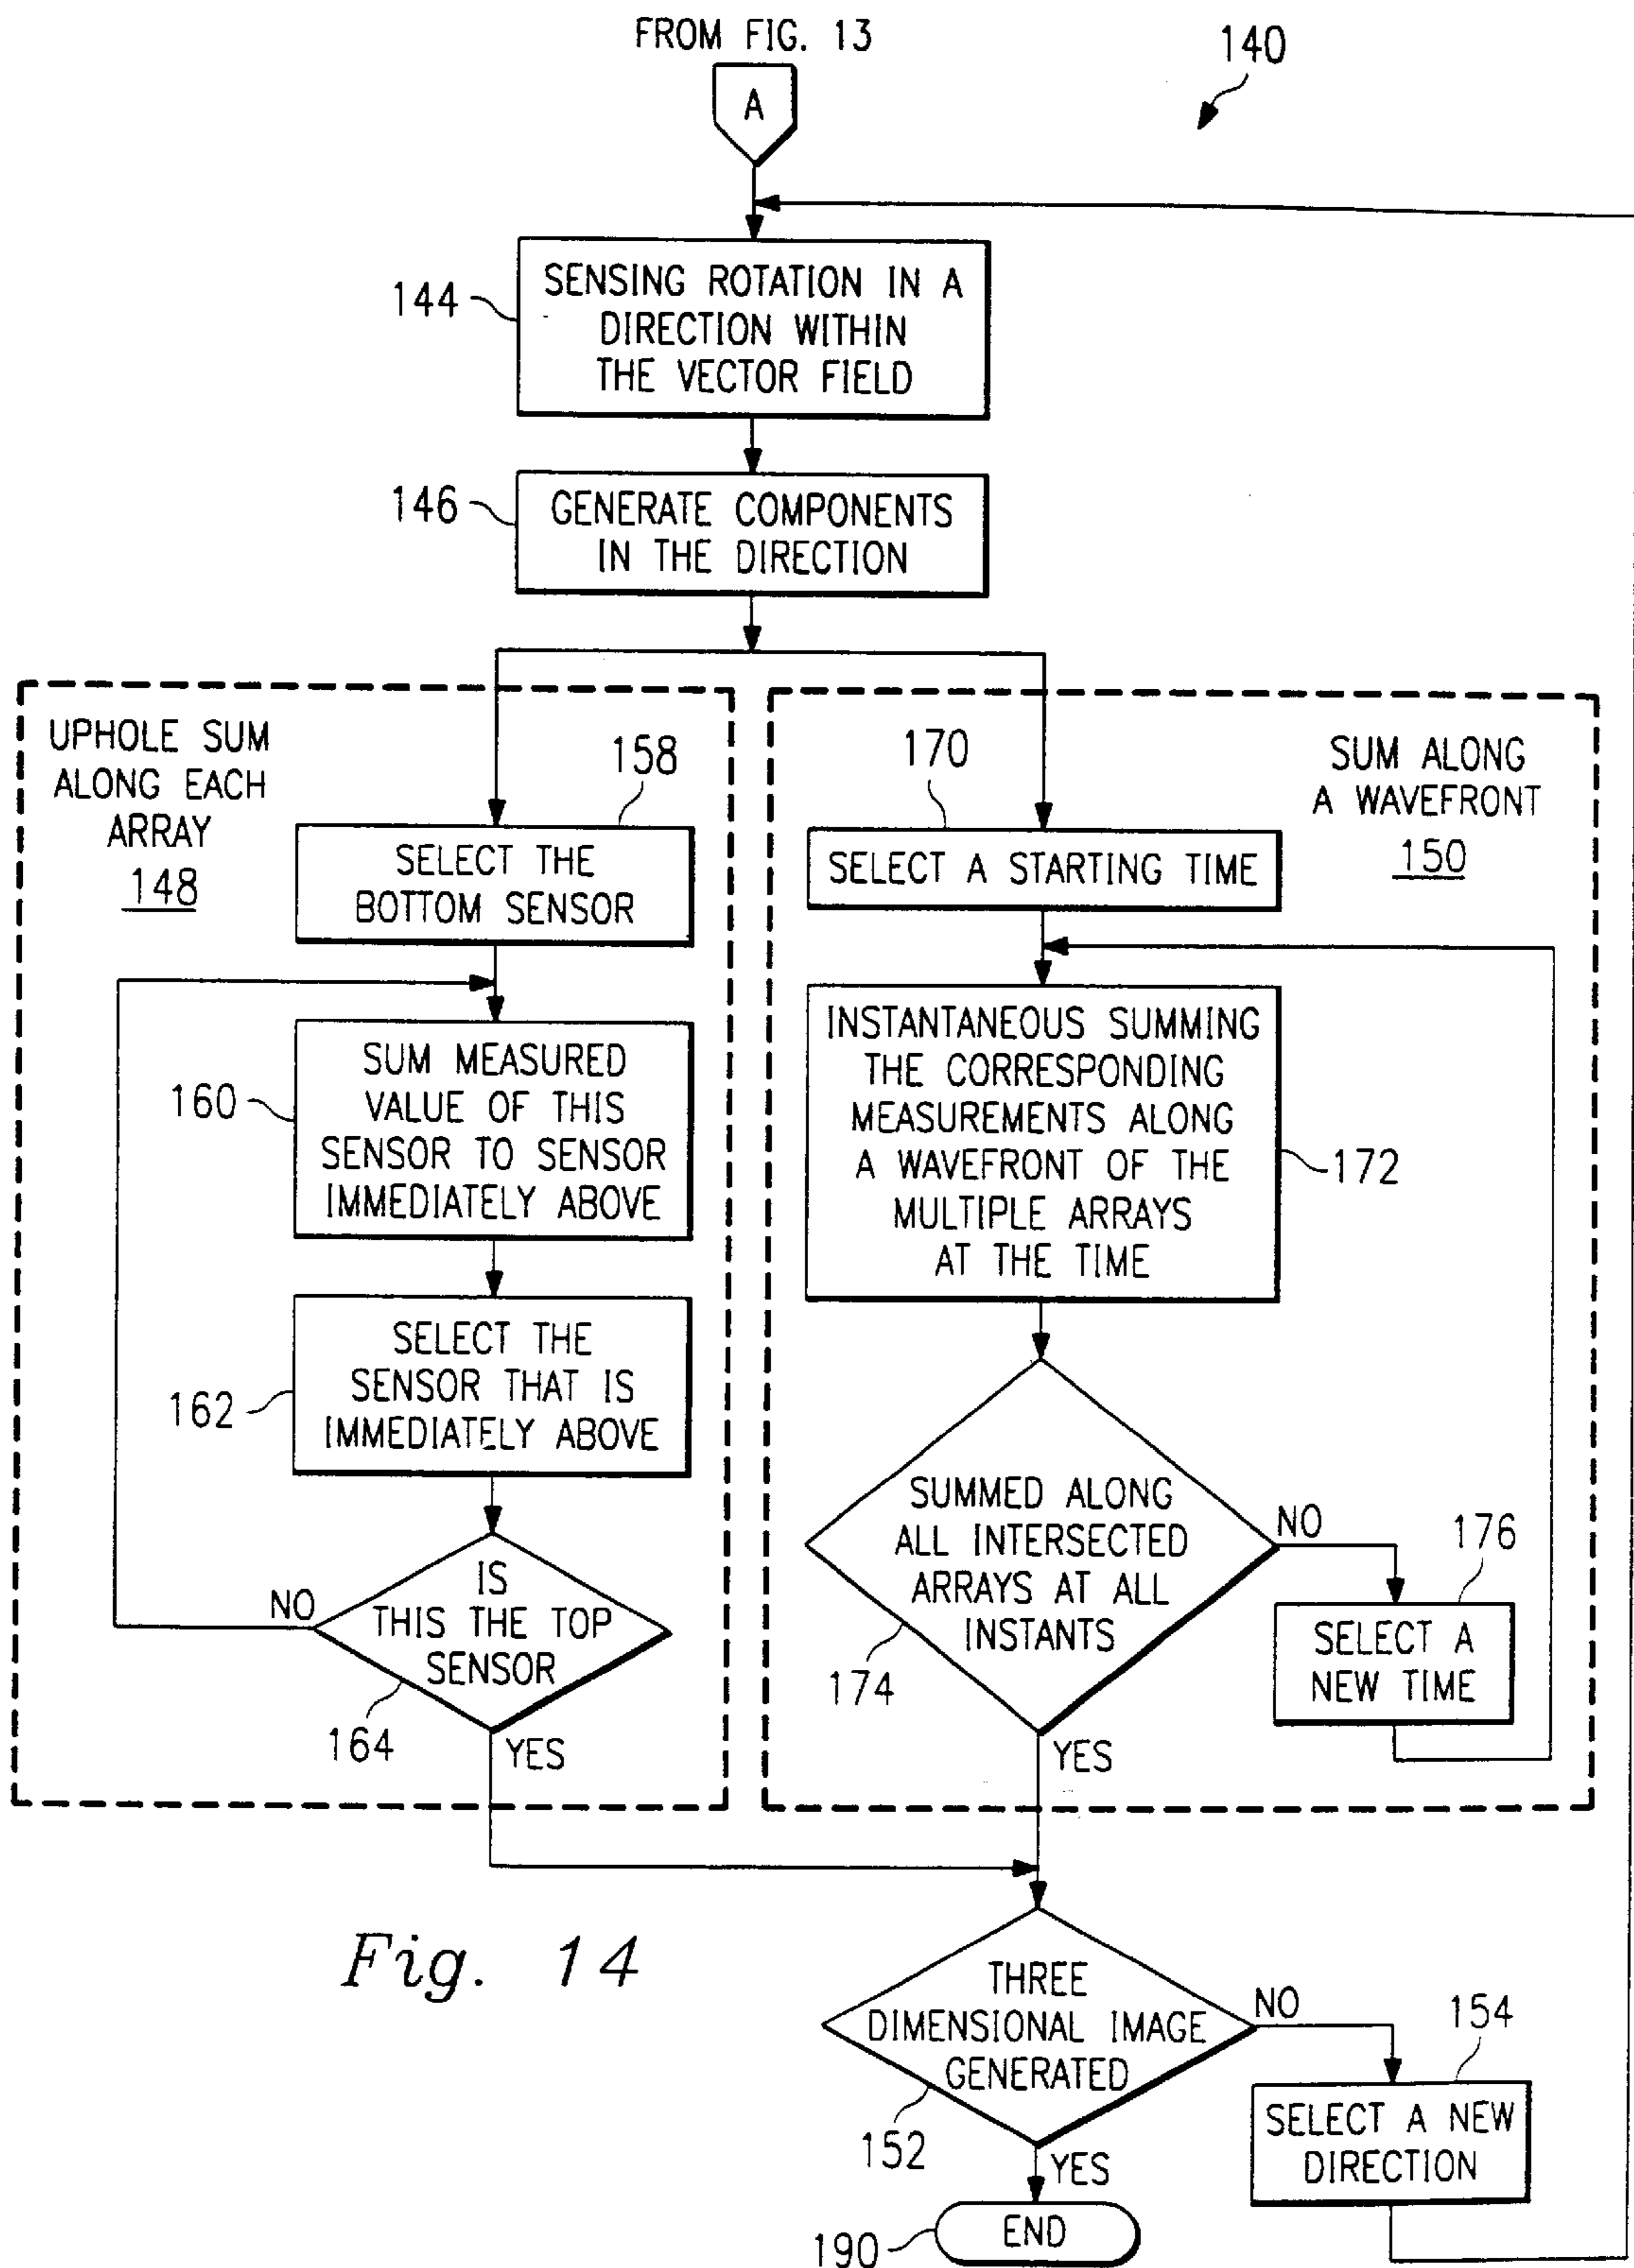 FROM FIG. 13
140
A
144
SENSING ROTATION IN A
DIRECTION WITHIN
THE VECTOR FIELD
146
GENERATE COMPONENTS
IN THE DIRECTION
UPHOLE SUM
ALONG EACH
ARRAY
148
158
SELECT THE
BOTTOM SENSOR
160
SUM MEASURED
VALUE OF THIS
SENSOR TO SENSOR
IMMEDIATELY ABOVE
162
SELECT THE
SENSOR THAT IS
IMMEDIATELY ABOVE
NO
IS
THIS THE TOP
SENSOR
164
YES
170
SUM ALONG
A WAVEFRONT
150
SELECT A STARTING TIME
INSTANTANEOUS SUMMING
THE CORRESPONDING
MEASUREMENTS ALONG
A WAVEFRONT OF THE
MULTIPLE ARRAYS
AT THE TIME
172
SUMMED ALONG
ALL INTERSECTED
ARRAYS AT ALL
INSTANTS
NO
174
YES
176
SELECT A
NEW TIME
Fig. 14
THREE
DIMENSIONAL IMAGE
GENERATED
NO
152
YES
154
SELECT A NEW
DIRECTION
190
END